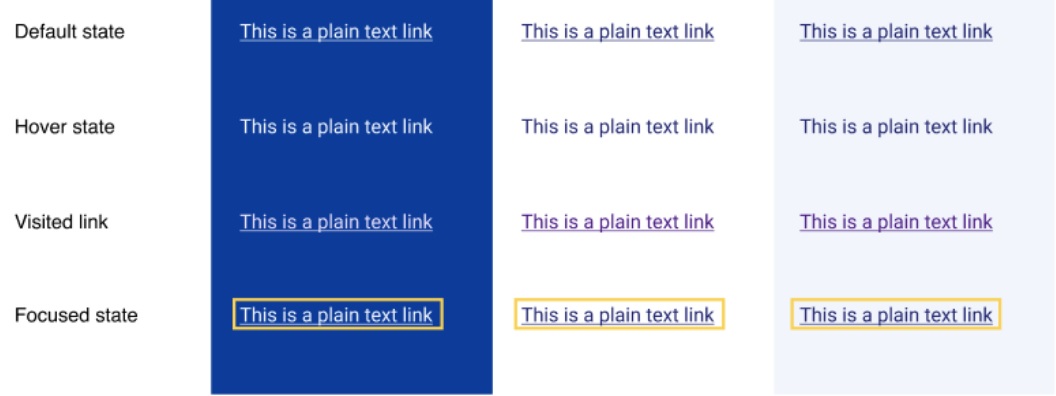 Default state This is a plain text link This is a plain text link This is a plain text link
Hover state This is a plain text link This is a plain text link This is a plain text link
Visited link This is a plain text link This is a plain text link This is a plain text link
Focused state This is a plain text link This is a plain text link This is a plain text link